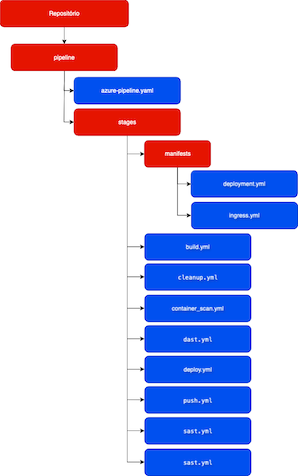 Repositório
pipeline
azure-pipeline.yaml
stages
manifests
deployment.yml
ingress.yml
build.yml
cleanup.yml
container_scan.yml
dast.yml
deploy.yml
push.yml
sast.yml
sast.yml